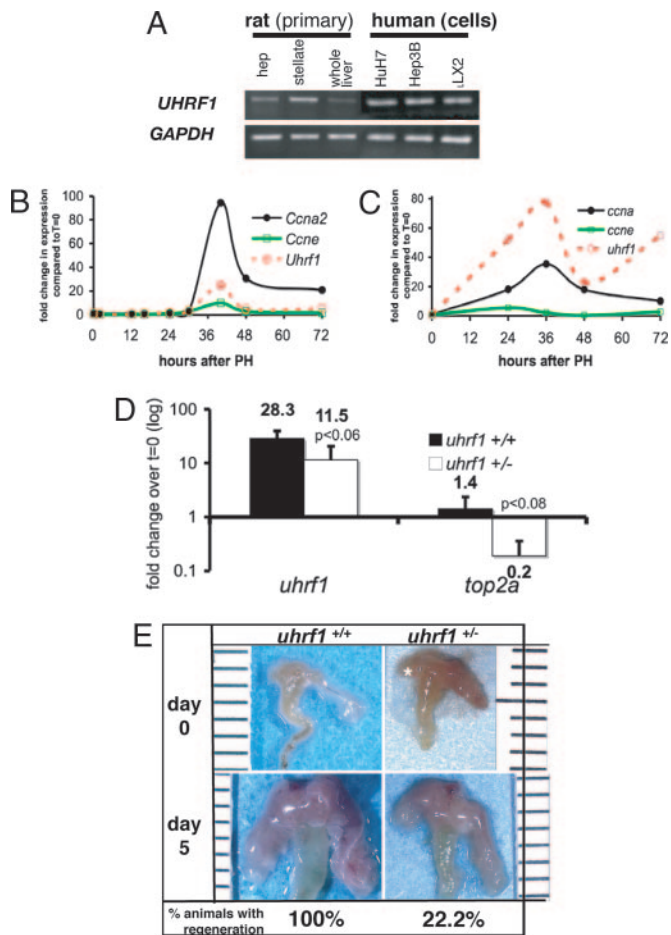 A
rat (primary)
human (cells)
hep
stellate
whole
liver
HuH7
Hep3B
LX2
UHRF1
GAPDH
B
fold change in expression
compared to T=0
100
80
60
40
20
0
Ccna2
Ccne
Uhrf1
0 12 24 36 48 60 72
hours after PH
C
fold change in expression
compared to T=0
80
60
40
20
0
ccna
ccne
uhrf1
0 12 24 36 48 60 72
hours after PH
D
fold change over t=0 (log)
100
10
1
0.1
28.3
11.5
p<0.06
uhrf1 +/+
uhrf1 +/-
1.4
p<0.08
0.2
uhrf1
top2a
E
uhrf1 +/+
uhrf1 +/-
day
0
day
5
% animals with
regeneration
100%
22.2%